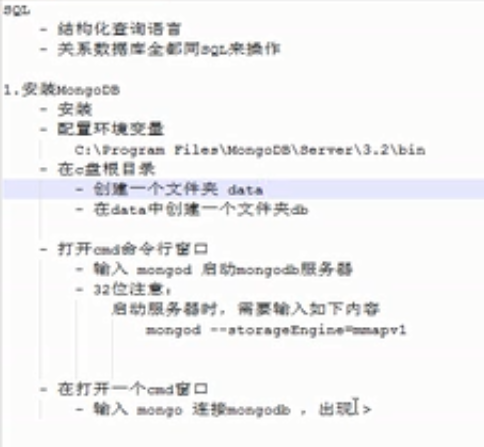 SQL
- 结构化查询语言
- 关系数据库全都同SQL来操作
1.安装MongoDB
- 安装
- 配置环境变量
C:\Program Files\MongoDB\Server\3.2\bin
- 在c盘根目录
- 创建一个文件夹 data
- 在data中创建一个文件夹db
- 打开cmd命令行窗口
- 输入 mongod 启动mongodb服务器
- 32位注意：
启动服务器时，需要输入如下内容
mongod --storageEngine=mmapv1
- 在打开一个cmd窗口
- 输入 mongo 连接mongodb ，出现 >